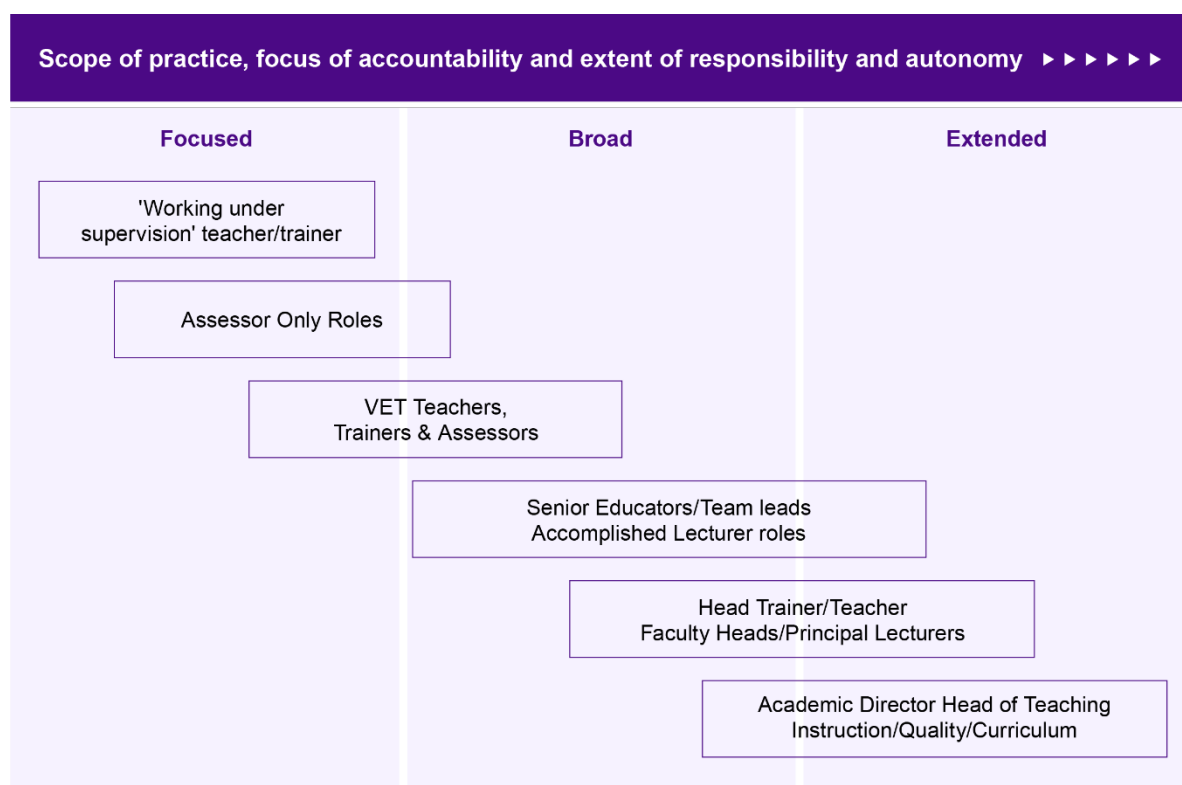 Scope of practice, focus of accountability and extent of responsibility and autonomy
Focused
Broad
Extended
'Working under
supervision' teacher/trainer
Assessor Only Roles
VET Teachers,
Trainers & Assessors
Senior Educators/Team leads
Accomplished Lecturer roles
Head Trainer/Teacher
Faculty Heads/Principal Lecturers
Academic Director Head of Teaching
Instruction/Quality/Curriculum